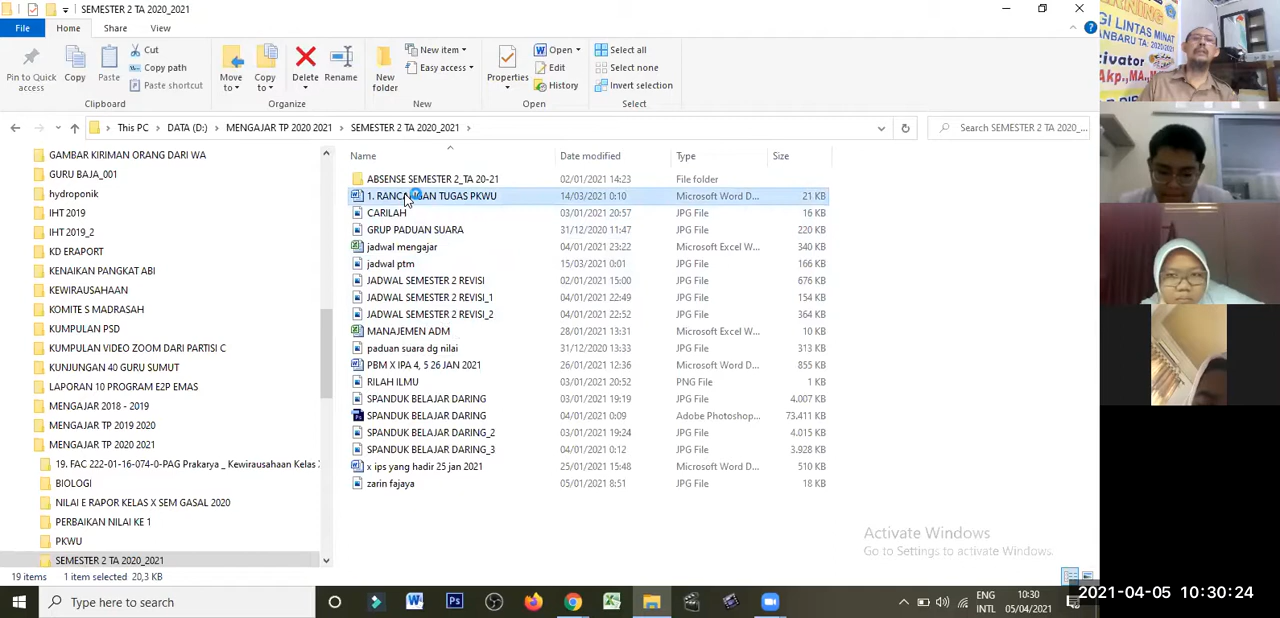 SEMESTER 2 TA 2020_2021
File Home Share View
Pin to Quick access
Copy
Paste
Cut
Copy path
Paste shortcut
Clipboard
Move to
Copy to
Delete
Rename
Organize
New folder
New item
Easy access
New
Properties
Open
Edit
History
Open
Select all
Select none
Invert selection
Select
This PC DATA (D:) MENGAJAR TP 2020 2021 SEMESTER 2 TA 2020_2021
Search SEMESTER 2 TA 2020_...
GAMBAR KIRIMAN ORANG DARI WA
GURU BAJA_001
hydroponik
IHT 2019
IHT 2019_2
KD ERAPORT
KENAIKAN PANGKAT ABI
KEWIRAUSAHAAN
KOMITE S MADRASAH
KUMPULAN PSD
KUMPULAN VIDEO ZOOM DARI PARTISI C
KUNJUNGAN 40 GURU SUMUT
LAPORAN 10 PROGRAM E2P EMAS
MENGAJAR 2018 - 2019
MENGAJAR TP 2019 2020
MENGAJAR TP 2020 2021
19. FAC 222-01-16-074-0-PAG Prakarya _ Kewirausahaan Kelas
BIOLOGI
NILAI E RAPOR KELAS X SEM GASAL 2020
PERBAIKAN NILAI KE 1
PKWU
SEMESTER 2 TA 2020_2021
Name Date modified Type Size
ABSENSE SEMESTER 2_TA 20-21 02/01/2021 14:23 File folder
1. RANCANGAN TUGAS PKWU 14/03/2021 0:10 Microsoft Word D... 21 KB
CARILAH 03/01/2021 20:57 JPG File 16 KB
GRUP PADUAN SUARA 31/12/2020 11:47 JPG File 220 KB
jadwal mengajar 04/01/2021 23:22 Microsoft Excel W... 340 KB
jadwal ptm 15/03/2021 0:01 JPG File 166 KB
JADWAL SEMESTER 2 REVISI 02/01/2021 15:00 JPG File 676 KB
JADWAL SEMESTER 2 REVISI_1 04/01/2021 22:49 JPG File 154 KB
JADWAL SEMESTER 2 REVISI_2 04/01/2021 22:52 JPG File 364 KB
MANAJEMEN ADM 28/01/2021 13:31 Microsoft Excel W... 10 KB
paduan suara dg nilai 31/12/2020 13:33 JPG File 313 KB
PBM X IPA 4, 5 26 JAN 2021 26/01/2021 12:36 Microsoft Word D... 855 KB
RILAH ILMU 03/01/2021 20:52 PNG File 1 KB
SPANDUK BELAJAR DARING 03/01/2021 19:19 JPG File 4.007 KB
SPANDUK BELAJAR DARING 04/01/2021 0:09 Adobe Photoshop... 73.411 KB
SPANDUK BELAJAR DARING_2 03/01/2021 19:24 JPG File 4.015 KB
SPANDUK BELAJAR DARING_3 04/01/2021 0:12 JPG File 3.928 KB
x ips yang hadir 25 jan 2021 25/01/2021 15:48 Microsoft Word D... 510 KB
zarin fajaya 05/01/2021 8:51 JPG File 18 KB
Activate Windows
Go to Settings to activate Windows.
19 items 1 item selected 20,3 KB
Type here to search
ENG
INTL
10:30
05/04/2021
2021-04-05 10:30:24
GI LINTAS MINAT
NBARU TA: 2020/2021
ivator
Akp.,MA.,M